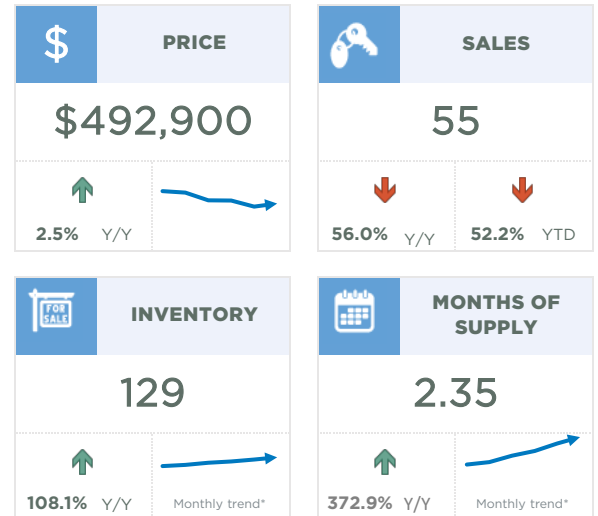 $
PRICE
$492,900
2.5% Y/Y
SALES
55
56.0% Y/Y
52.2% YTD
FOR
SALE
INVENTORY
129
108.1% Y/Y
Monthly trend*
MONTHS OF
SUPPLY
2.35
372.9% Y/Y
Monthly trend*